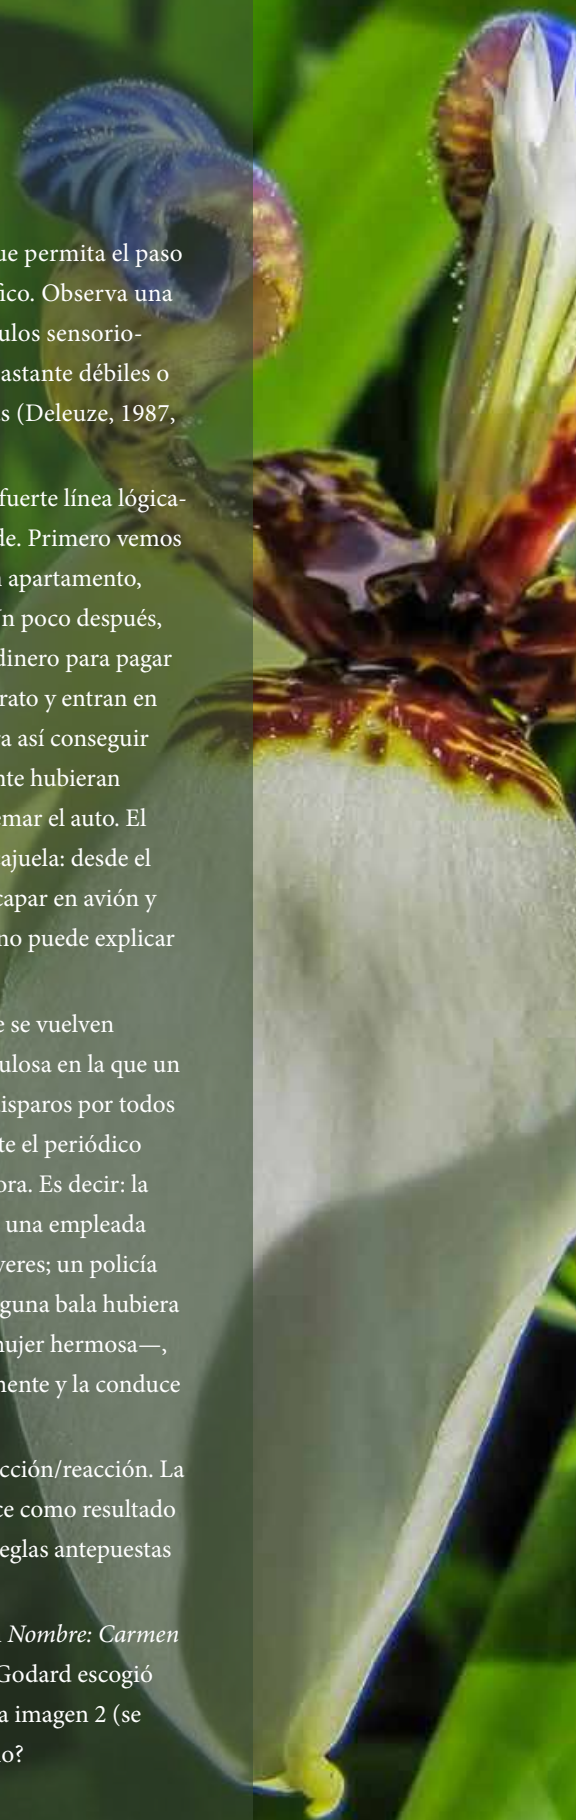 ue permita el paso
fico. Observa una
ulos sensorio-
astante débiles o
s (Deleuze, 1987,
fuerte línea lógica-
de. Primero vemos
apartamento,
n poco después,
dinero para pagar
rato y entran en
a así conseguir
nte hubieran
emar el auto. El
ajuela: desde el
capar en avión y
no puede explicar
e se vuelven
ulosa en la que un
isparos por todos
te el periódico
ora. Es decir: la
una empleada
veres; un policía
guna bala hubiera
nujer hermosa—,
nente y la conduce
cción/reacción. La
ce como resultado
eglas antepuestas
Nombre: Carmen
Godard escogió
a imagen 2 (se
o?